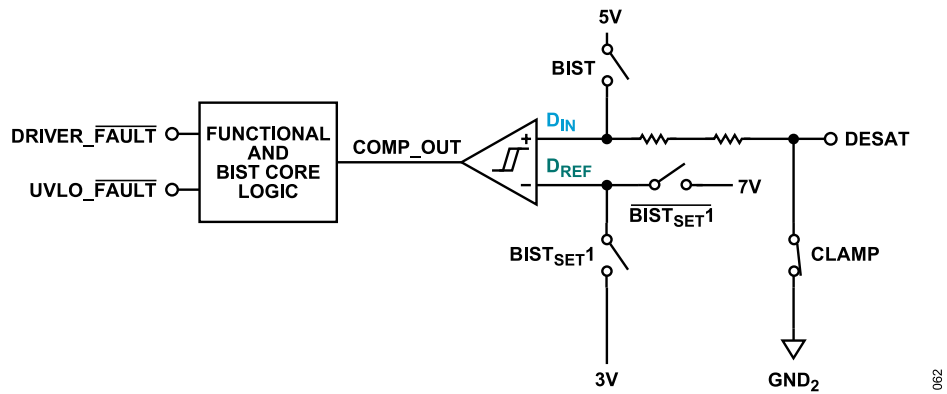 5V
BIST
DRIVER_FAULT
UVLO_FAULT
FUNCTIONAL
AND
BIST CORE
LOGIC
COMP_OUT
DIN
DREF
+
−
DESAT
7V
BISTSET1
BISTSET1
CLAMP
3V
GND2
062